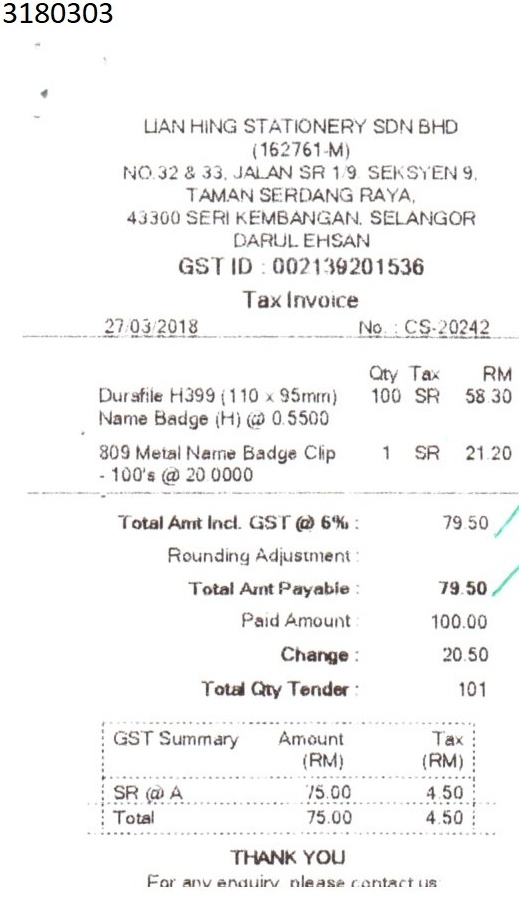 3180303
LIAN HING STATIONERY SDN BHD
(162761-M)
NO.32 & 33, JALAN SR 1/9, SEKSYEN 9,
TAMAN SERDANG RAYA,
43300 SERI KEMBANGAN, SELANGOR
DARUL EHSAN
GST ID : 002139201536
Tax Invoice
27/03/2018 No. : CS-20242
Qty Tax RM
Durafile H399 (110 x 95mm) 100 SR 58.30
Name Badge (H) @ 0.5500
809 Metal Name Badge Clip 1 SR 21.20
- 100's @ 20.0000
Total Amt Incl. GST @ 6% : 79.50
Rounding Adjustment :
Total Amt Payable : 79.50
Paid Amount : 100.00
Change : 20.50
Total Qty Tender : 101
GST Summary Amount Tax
(RM) (RM)
SR @ A 75.00 4.50
Total 75.00 4.50
THANK YOU
For any enquiry, please contact us: